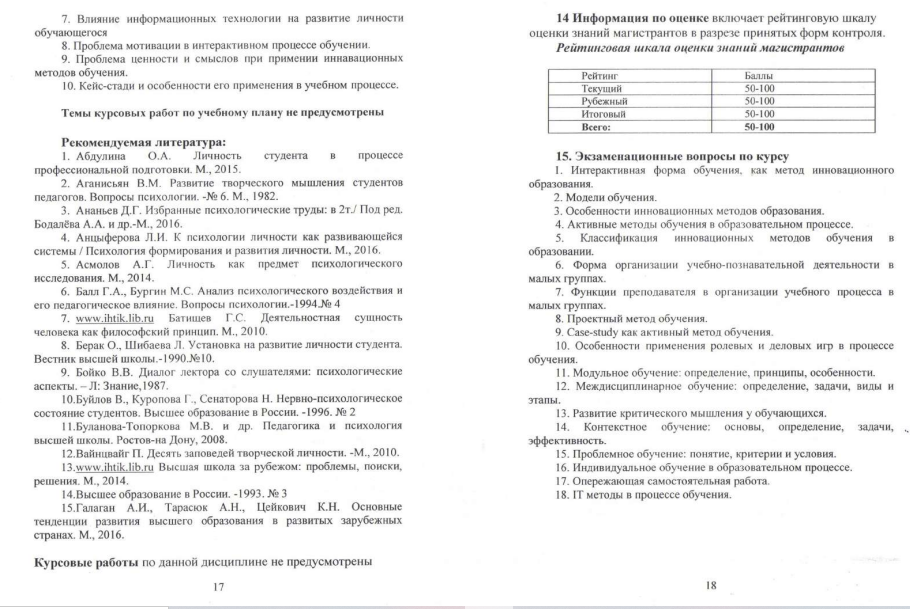 7. Влияние информационных технологии на развитие личности
обучающегося
8. Проблема мотивации в интерактивном процессе обучении.
9. Проблема ценности и смыслов при примении иннавационных
методов обучения.
10. Кейс-стади и особенности его применения в учебном процессе.
Темы курсовых работ по учебному плану не предусмотрены
Рекомендуемая литература:
1. Абдулина О.А. Личность студента в процессе
профессиональной подготовки. М., 2015.
2. Аганисьян В.М. Развитие творческого мышления студентов
педагогов. Вопросы психологии. -№ 6. М., 1982.
3. Ананьев Д.Г. Избранные психологические труды: в 2т./ Под ред.
Бодалёва А.А. и др.-М., 2016.
4. Анцыферова Л.И. К психологии личности как развивающейся
системы / Психология формирования и развития личности. М., 2016.
5. Асмолов А.Г. Личность как предмет психологического
исследования. М., 2014.
6. Балл Г.А., Бургин М.С. Анализ психологического воздействия и
его педагогическое влияние. Вопросы психологии.-1994.№ 4
7. www.ihtik.lib.ru Батищев Г.С. Деятельностная сущность
человека как философский принцип. М., 2010.
8. Берак О., Шибаева Л. Установка на развитие личности студента.
Вестник высшей школы.-1990.№10.
9. Бойко В.В. Диалог лектора со слушателями: психологические
аспекты. – Л: Знание,1987.
10.Буйлов В., Куропова Г., Сенаторова Н. Нервно-психологическое
состояние студентов. Высшее образование в России. -1996. № 2
11.Буланова-Топоркова М.В. и др. Педагогика и психология
высшей школы. Ростов-на Дону, 2008.
12.Вайнцвайг П. Десять заповедей творческой личности. -М., 2010.
13.www.ihtik.lib.ru Высшая школа за рубежом: проблемы, поиски,
решения. М., 2014.
14.Высшее образование в России. -1993. № 3
15.Галаган А.И., Тарасюк А.Н., Цейкович К.Н. Основные
тенденции развития высшего образования в развитых зарубежных
странах. М., 2016.
Курсовые работы по данной дисциплине не предусмотрены
17
14 Информация по оценке включает рейтинговую шкалу
оценки знаний магистрантов в разрезе принятых форм контроля.
Рейтинговая шкала оценки знаний магистрантов
Рейтинг Баллы
Текущий 50-100
Рубежный 50-100
Итоговый 50-100
Всего: 50-100
15. Экзаменационные вопросы по курсу
1. Интерактивная форма обучения, как метод инновационного
образования.
2. Модели обучения.
3. Особенности инновационных методов образования.
4. Активные методы обучения в образовательном процессе.
5. Классификация инновационных методов обучения в
образовании.
6. Форма организации учебно-познавательной деятельности в
малых группах.
7. Функции преподавателя в организации учебного процесса в
малых группах.
8. Проектный метод обучения.
9. Case-study как активный метод обучения.
10. Особенности применения ролевых и деловых игр в процессе
обучения.
11. Модульное обучение: определение, принципы, особенности.
12. Междисциплинарное обучение: определение, задачи, виды и
этапы.
13. Развитие критического мышления у обучающихся.
14. Контекстное обучение: основы, определение, задачи,
эффективность.
15. Проблемное обучение: понятие, критерии и условия.
16. Индивидуальное обучение в образовательном процессе.
17. Опережающая самостоятельная работа.
18. IT методы в процессе обучения.
18